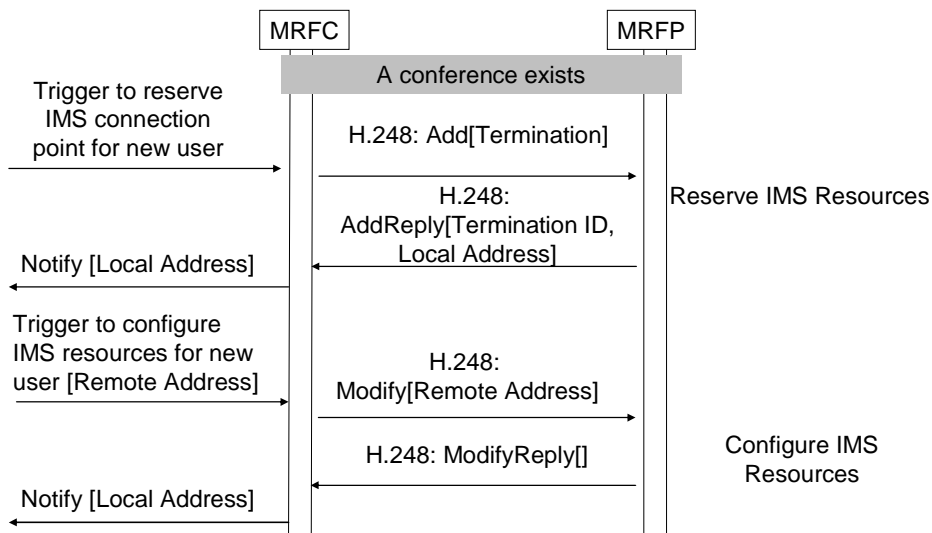 MRFC
MRFP
A conference exists
Trigger to reserve
IMS connection
point for new user
H.248: Add[Termination]
Reserve IMS Resources
H.248:
AddReply[Termination ID,
Local Address]
Notify [Local Address]
Trigger to configure
IMS resources for new
user [Remote Address]
H.248:
Modify[Remote Address]
H.248: ModifyReply[]
Configure IMS
Resources
Notify [Local Address]